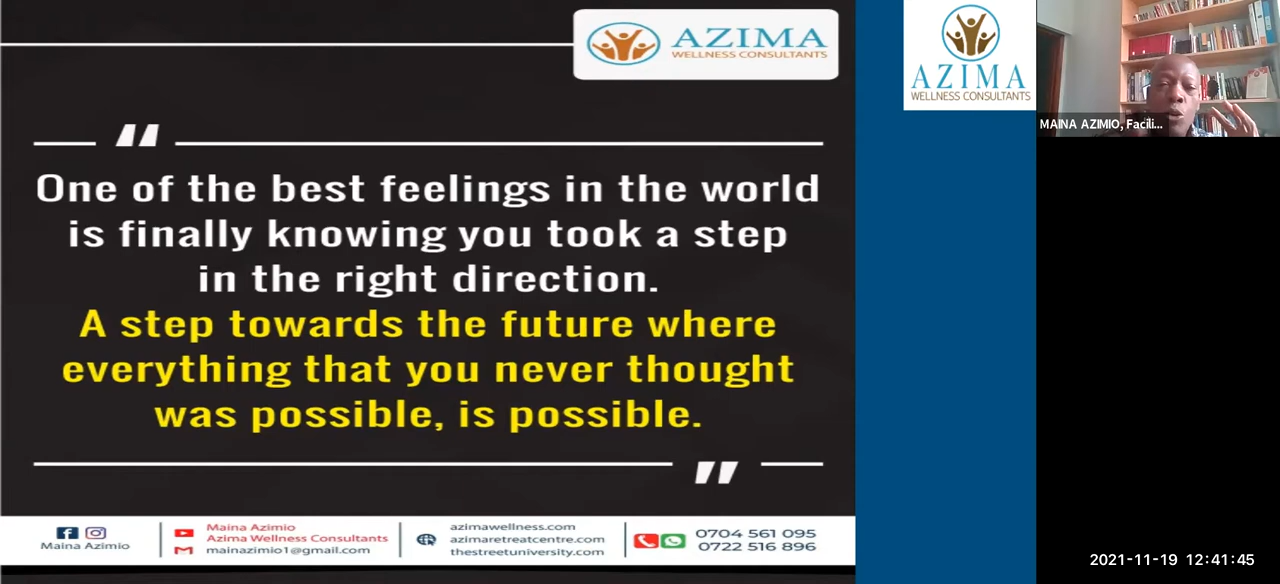 AZIMA
WELLNESS CONSULTANTS
"
One of the best feelings in the world
is finally knowing you took a step
in the right direction.
A step towards the future where
everything that you never thought
was possible, is possible.
"
Maina Azimio
Maina Azimio
Azima Wellness Consultants
mainazimio1@gmail.com
azimawellness.com
azimaretreatcentre.com
thestreetuniversity.com
0704 561 095
0722 516 896
AZIMA
WELLNESS CONSULTANTS
MAINA AZIMIO, Facili...
2021-11-19 12:41:45